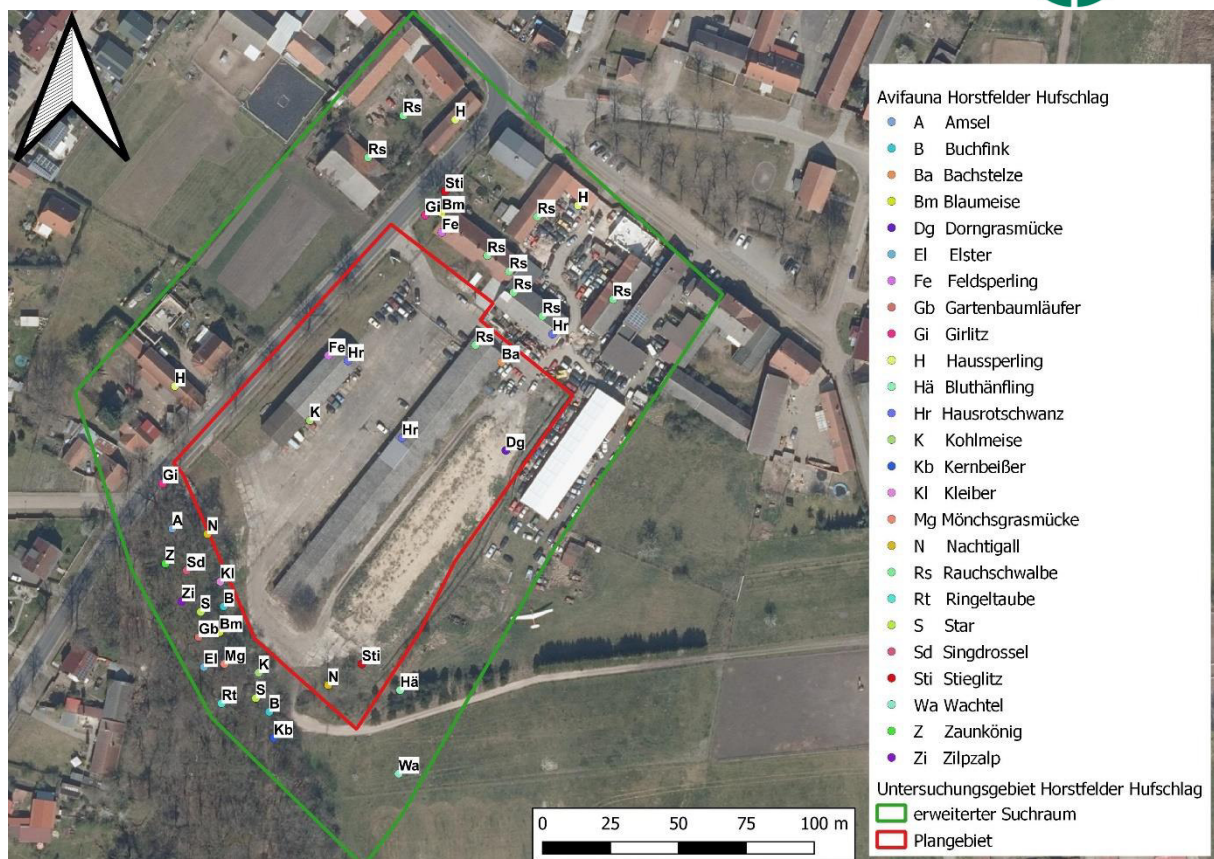 Rs
H
Rs
Sti
Gi
Bm
Fe
Rs
H
Rs
Rs
Rs
Rs
Rs
Hr
Rs
Ba
Fe
Hr
H
K
Hr
Dg
Gi
A
N
Z
Sd
Kl
Zi
S
B
Gb
Bm
El
Mg
K
Sti
N
Hä
Rt
S
B
Kb
Wa
0 25 50 75 100 m
Avifauna Horstfelder Hufschlag
A Amsel
B Buchfink
Ba Bachstelze
Bm Blaumeise
Dg Dorngrasmücke
El Elster
Fe Feldsperling
Gb Gartenbaumläufer
Gi Girlitz
H Haussperling
Hä Bluthänfling
Hr Hausrotschwanz
K Kohlmeise
Kb Kernbeißer
Kl Kleiber
Mg Mönchsgrasmücke
N Nachtigall
Rs Rauchschwalbe
Rt Ringeltaube
S Star
Sd Singdrossel
Sti Stieglitz
Wa Wachtel
Z Zaunkönig
Zi Zilpzalp
Untersuchungsgebiet Horstfelder Hufschlag
erweiterter Suchraum
Plangebiet